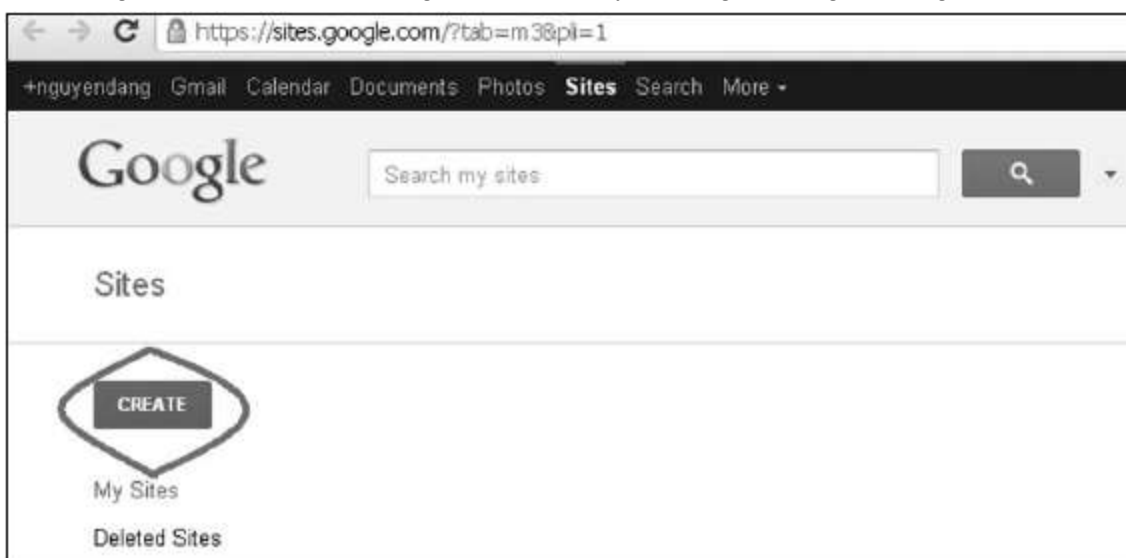 https://sites.google.com/?tab=m3&pli=1
+nguyendang Gmail Calendar Documents Photos Sites Search More
Google Search my sites
Sites
CREATE
My Sites
Deleted Sites